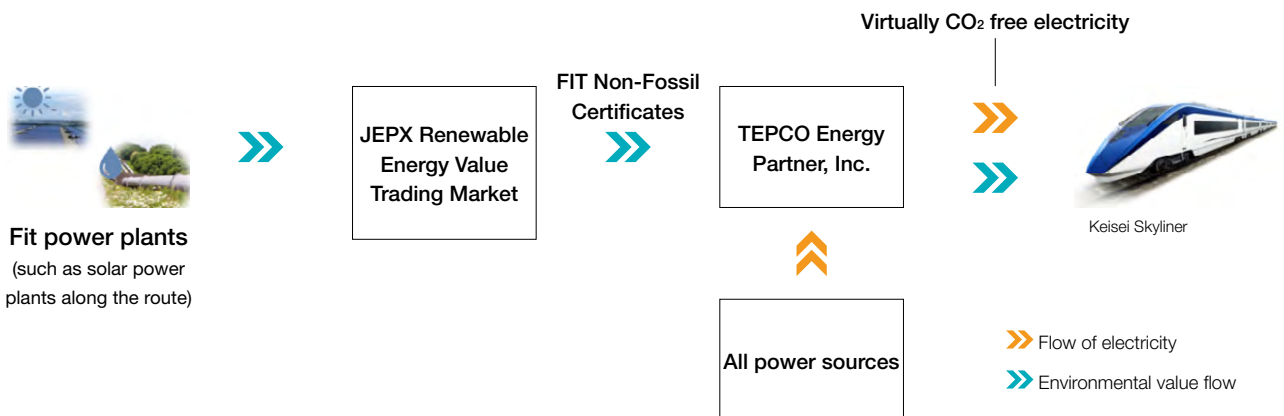 Virtually CO₂ free electricity
FIT Non-Fossil
Certificates
JEPX Renewable
Energy Value
Trading Market
TEPCO Energy
Partner, Inc.
Keisei Skyliner
Fit power plants
(such as solar power
plants along the route)
All power sources
Flow of electricity
Environmental value flow